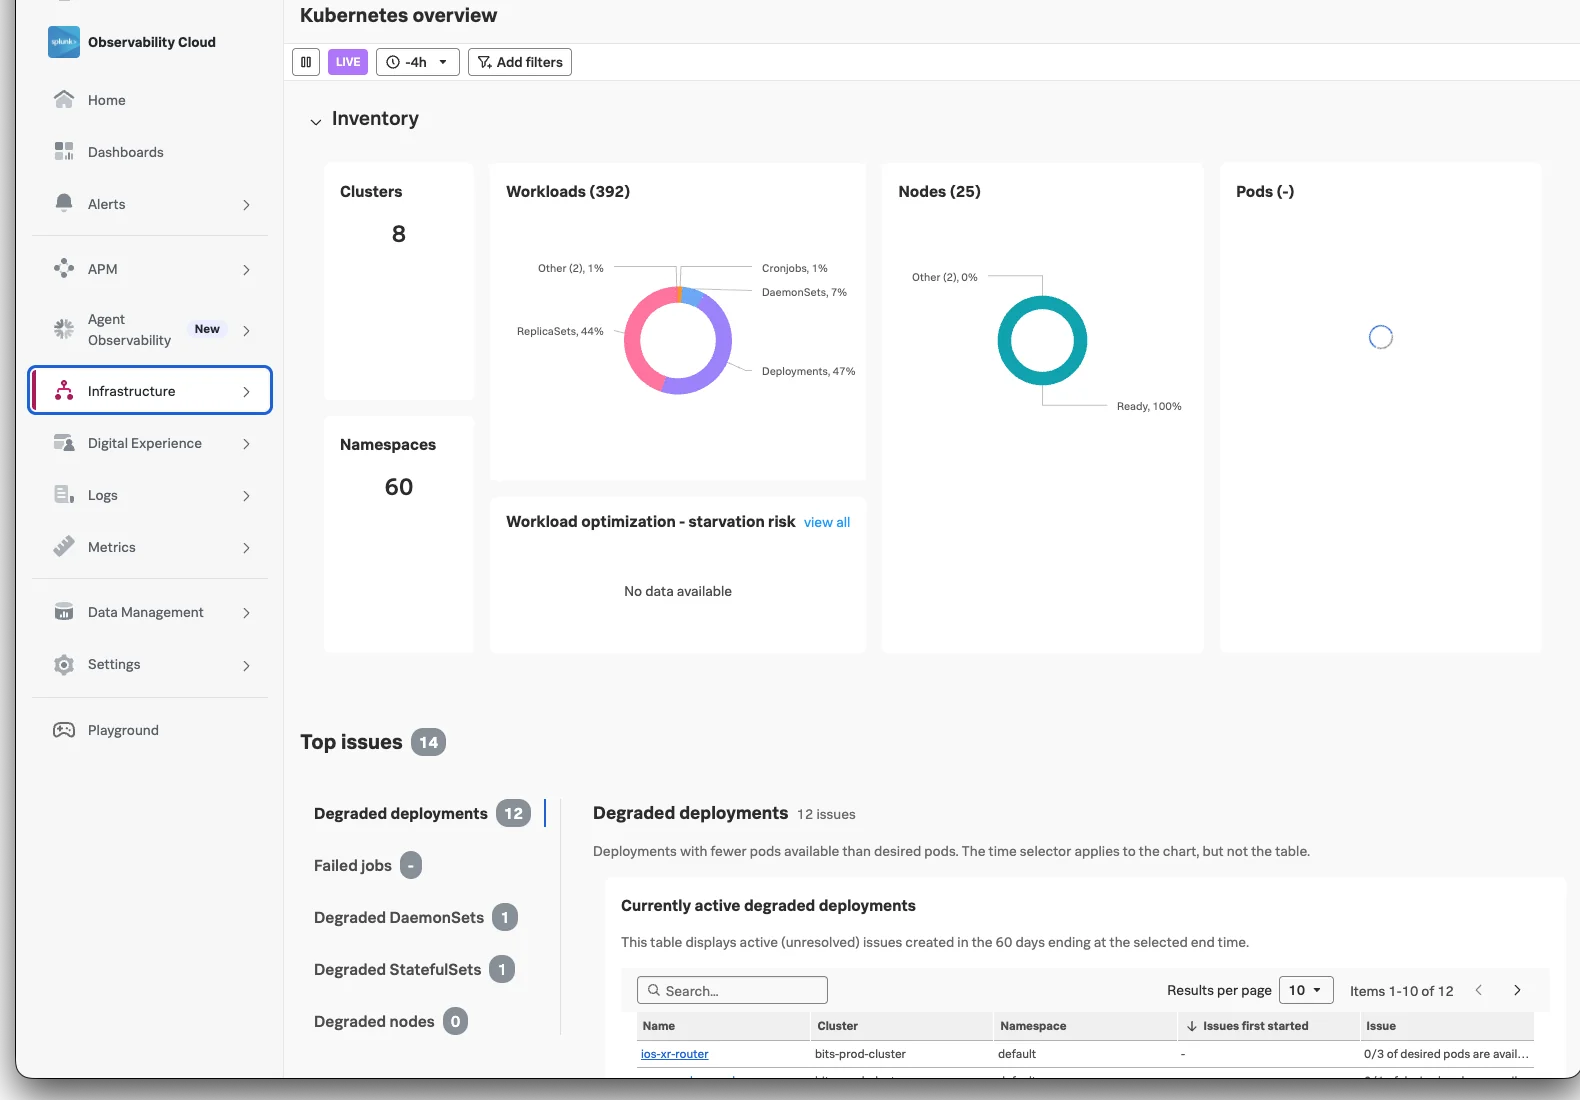 Kubernetes overview
splunk>
Observability Cloud
LIVE
-4h
Add filters
Home
Dashboards
Alerts
APM
Agent
Observability
New
Infrastructure
Digital Experience
Logs
Metrics
Data Management
Settings
Playground
Inventory
Clusters
8
Namespaces
60
Workloads (392)
Other (2), 1%
Cronjobs, 1%
DaemonSets, 7%
ReplicaSets, 44%
Deployments, 47%
Workload optimization - starvation risk view all
No data available
Nodes (25)
Other (2), 0%
Ready, 100%
Pods (-)
Top issues 14
Degraded deployments 12
Failed jobs -
Degraded DaemonSets 1
Degraded StatefulSets 1
Degraded nodes 0
Degraded deployments 12 issues
Deployments with fewer pods available than desired pods. The time selector applies to the chart, but not the table.
Currently active degraded deployments
This table displays active (unresolved) issues created in the 60 days ending at the selected end time.
Search...
Results per page 10 Items 1-10 of 12
Name Cluster Namespace Issues first started Issue
ios-xr-router bits-prod-cluster default - 0/3 of desired pods are avail...